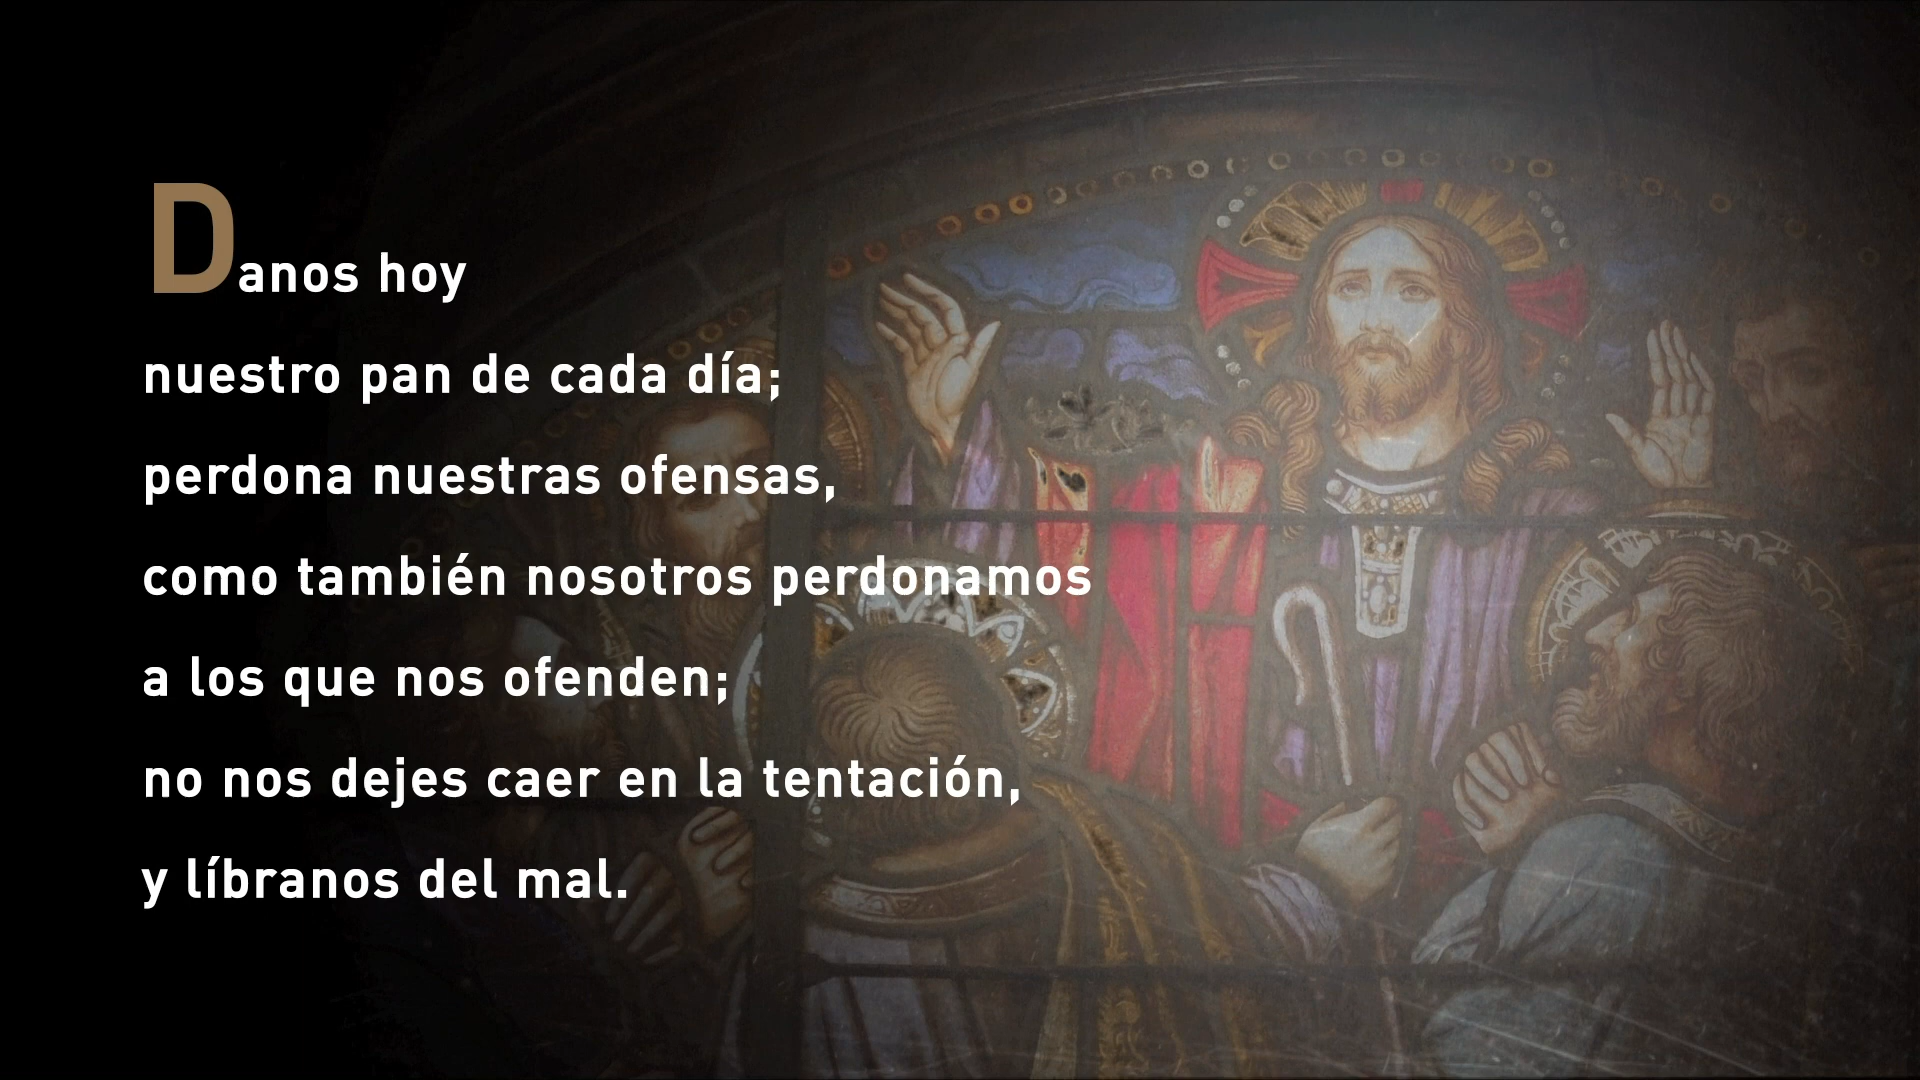 Danos hoy
nuestro pan de cada día;
perdona nuestras ofensas,
como también nosotros perdonamos
a los que nos ofenden;
no nos dejes caer en la tentación,
y líbranos del mal.